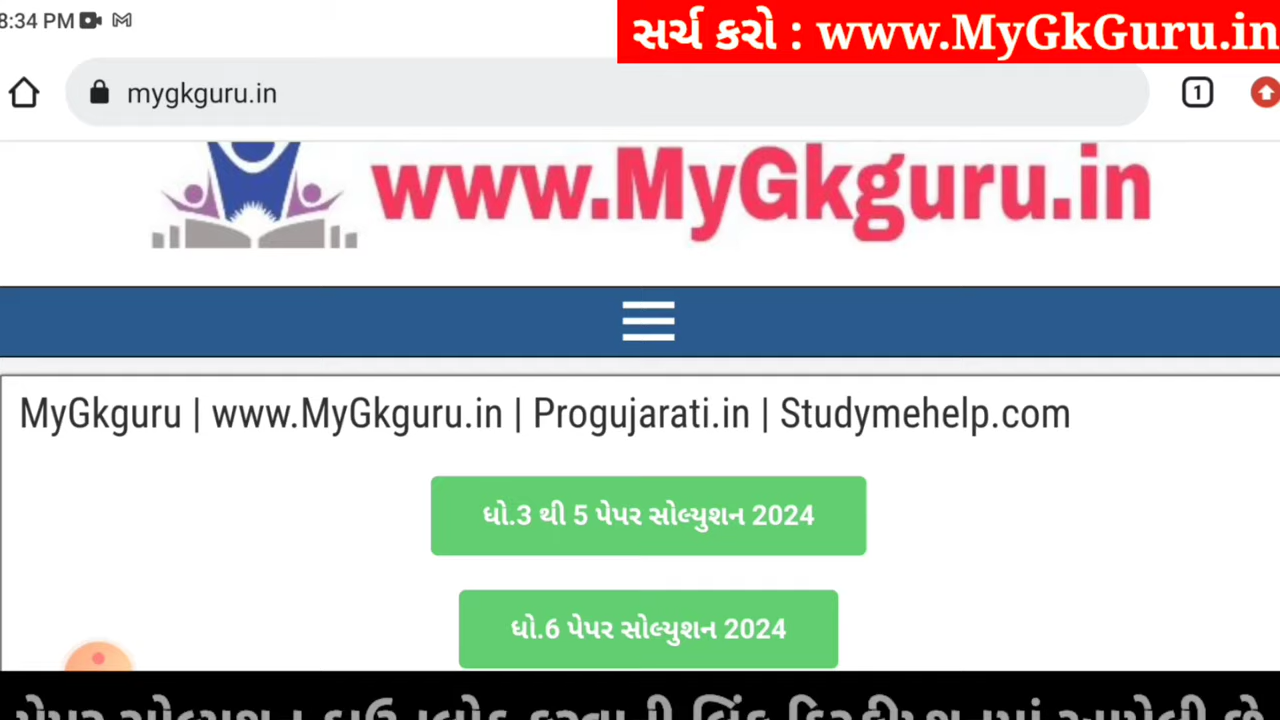 8:34 PM
સર્ચ કરો : www.MyGkGuru.in
mygkguru.in
1
www.MyGkguru.in
MyGkguru | www.MyGkguru.in | Progujarati.in | Studymehelp.com
ધો.3 થી 5 પેપર સોલ્યુશન 2024
ધો.6 પેપર સોલ્યુશન 2024